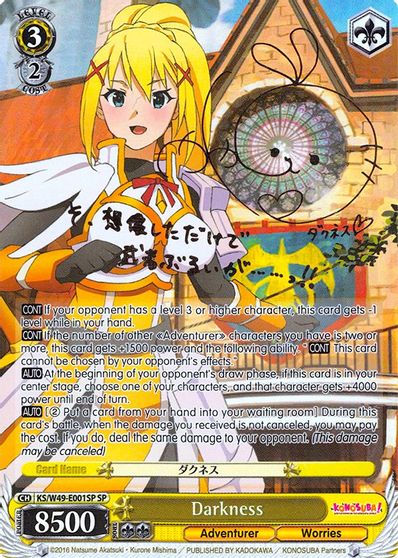 LEVEL
3
2
COST
そ、想像しただけで
武者ぶるいが……っ!!
ダクネス♡
CONT If your opponent has a level 3 or higher character, this card gets -1
level while in your hand.
CONT If the number of other «Adventurer» characters you have is two or
more, this card gets +1500 power and the following ability. " CONT This card
cannot be chosen by your opponent's effects."
AUTO At the beginning of your opponent's draw phase, if this card is in your
center stage, choose one of your characters, and that character gets +4000
power until end of turn.
AUTO [② Put a card from your hand into your waiting room] During this
card's battle, when the damage you received is not canceled, you may pay
the cost. If you do, deal the same damage to your opponent. (This damage
may be canceled)
Card Name
ダクネス
CH KS/W49-E001SP SP
POWER
8500
Darkness
KONOSUBA!
Adventurer
Worries
©2016 Natsume Akatsuki・Kurone Mishima / PUBLISHED BY KADOKAWA / KONOSUBA Partners